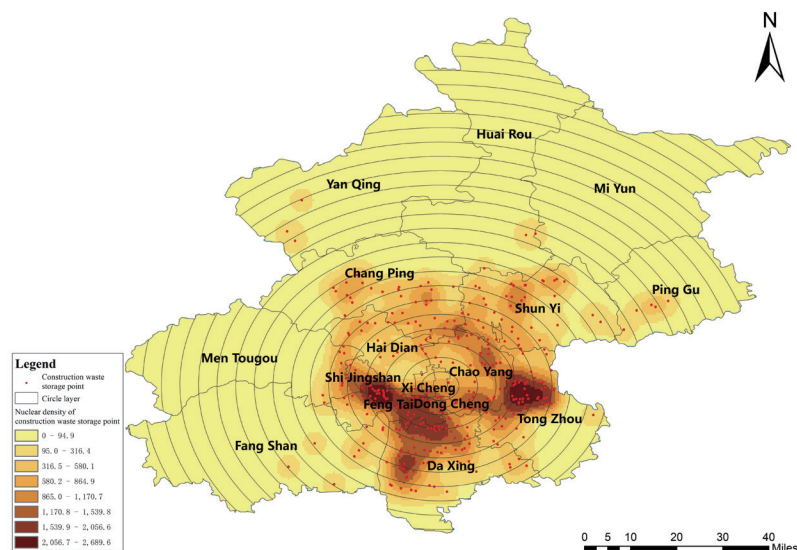 N
Huai Rou
Yan Qing
Mi Yun
Chang Ping
Ping Gu
Shun Yi
Hai Dian
Men Tougou
Chao Yang
Shi Jingshan
Xi Cheng
Feng Tai Dong Cheng
Tong Zhou
Fang Shan
Da Xing
Legend
Construction waste
storage point
Circle layer
Nuclear density of
construction waste storage point
0 - 94.9
95.0 - 316.4
316.5 - 580.1
580.2 - 864.9
865.0 - 1,170.7
1,170.8 - 1,539.8
1,539.9 - 2,056.6
2,056.7 - 2,689.6
0 5 10 20 30 40
Miles